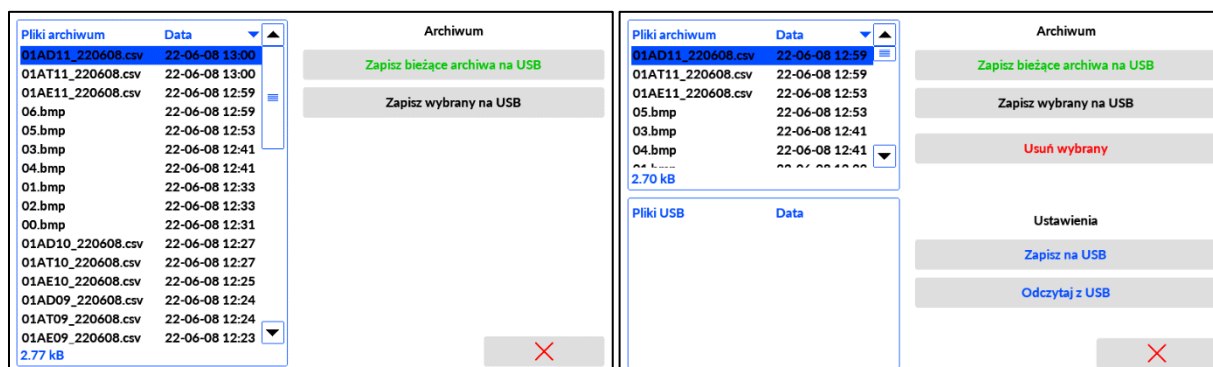 Pliki archiwum Data
01AD11_220608.csv 22-06-08 13:00
01AT11_220608.csv 22-06-08 13:00
01AE11_220608.csv 22-06-08 12:59
06.bmp 22-06-08 12:59
05.bmp 22-06-08 12:53
03.bmp 22-06-08 12:41
04.bmp 22-06-08 12:41
01.bmp 22-06-08 12:33
02.bmp 22-06-08 12:33
00.bmp 22-06-08 12:31
01AD10_220608.csv 22-06-08 12:27
01AT10_220608.csv 22-06-08 12:27
01AE10_220608.csv 22-06-08 12:25
01AD09_220608.csv 22-06-08 12:24
01AT09_220608.csv 22-06-08 12:24
01AE09_220608.csv 22-06-08 12:23
2.77 kB
Archiwum
Zapisz bieżące archiwa na USB
Zapisz wybrany na USB
Pliki archiwum Data
01AD11_220608.csv 22-06-08 12:59
01AT11_220608.csv 22-06-08 12:59
01AE11_220608.csv 22-06-08 12:53
05.bmp 22-06-08 12:53
03.bmp 22-06-08 12:41
04.bmp 22-06-08 12:41
2.70 kB
Pliki USB Data
Archiwum
Zapisz bieżące archiwa na USB
Zapisz wybrany na USB
Usuń wybrany
Ustawienia
Zapisz na USB
Odczytaj z USB